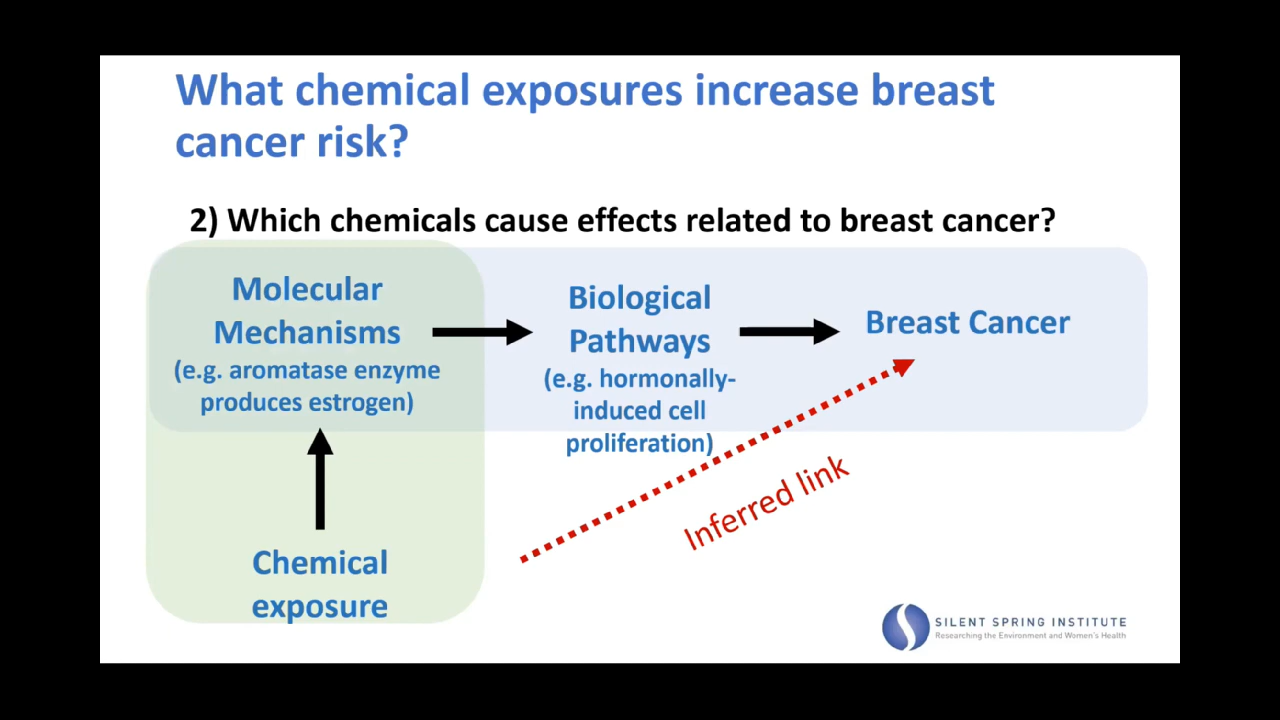 What chemical exposures increase breast
cancer risk?
2) Which chemicals cause effects related to breast cancer?
Molecular
Mechanisms
(e.g. aromatase enzyme
produces estrogen)
Biological
Pathways
(e.g. hormonally-
induced cell
proliferation)
Breast Cancer
Inferred link
Chemical
exposure
SILENT SPRING INSTITUTE
Researching the Environment and Women's Health